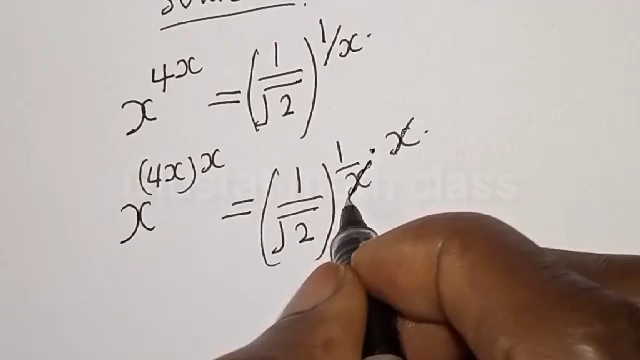 x^{4x} = (1/√2)^{1/x}.
x^{(4x)x} = (1/√2)^{1/x · x}.